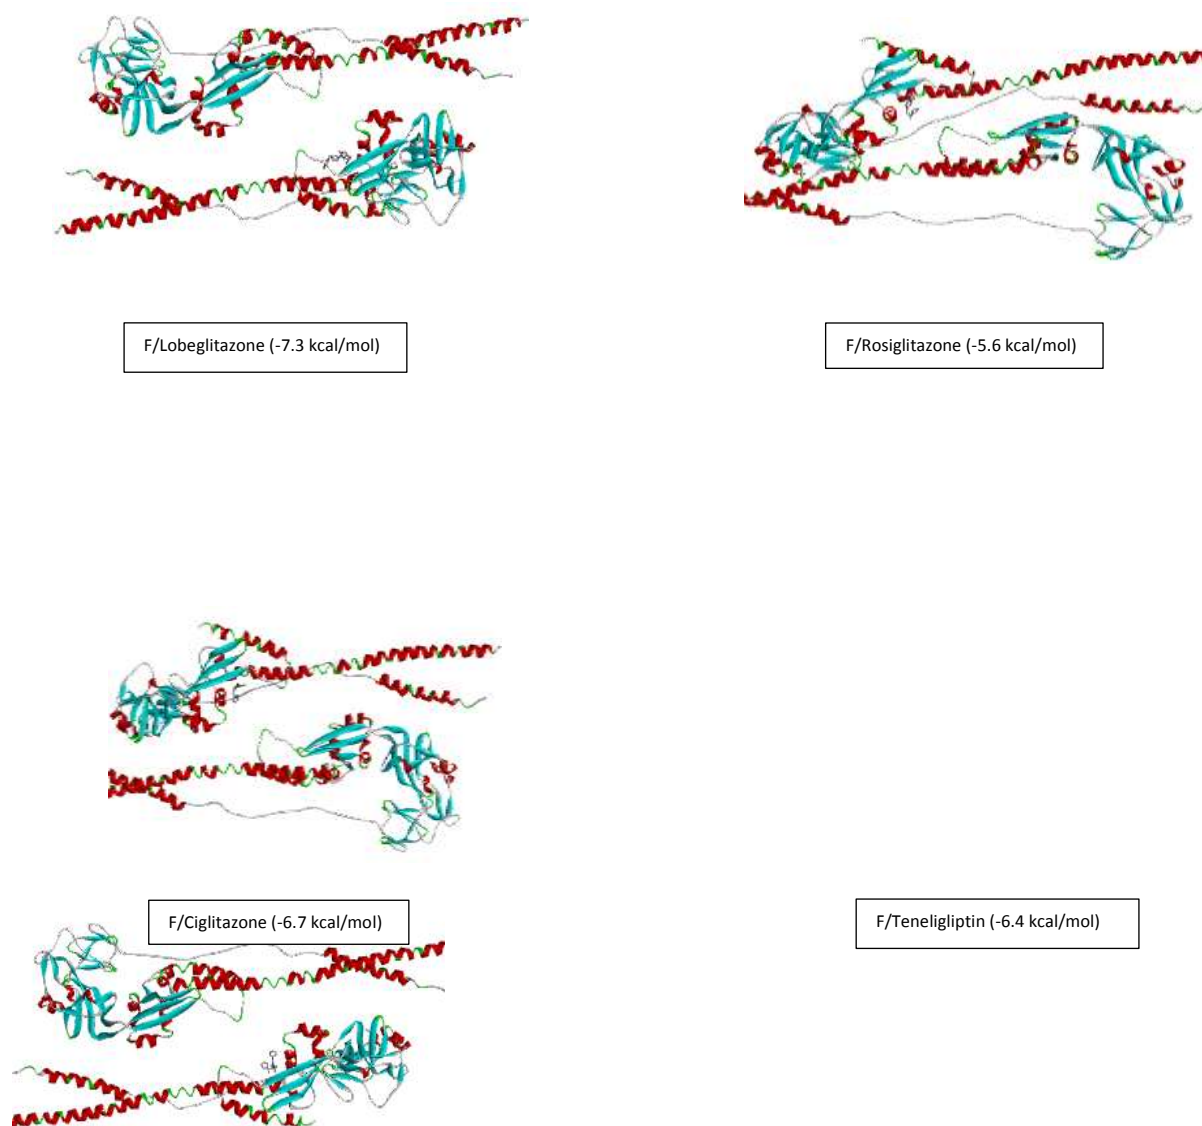 F/Lobeglitazone (-7.3 kcal/mol)
F/Rosiglitazone (-5.6 kcal/mol)
F/Ciglitazone (-6.7 kcal/mol)
F/Teneligliptin (-6.4 kcal/mol)